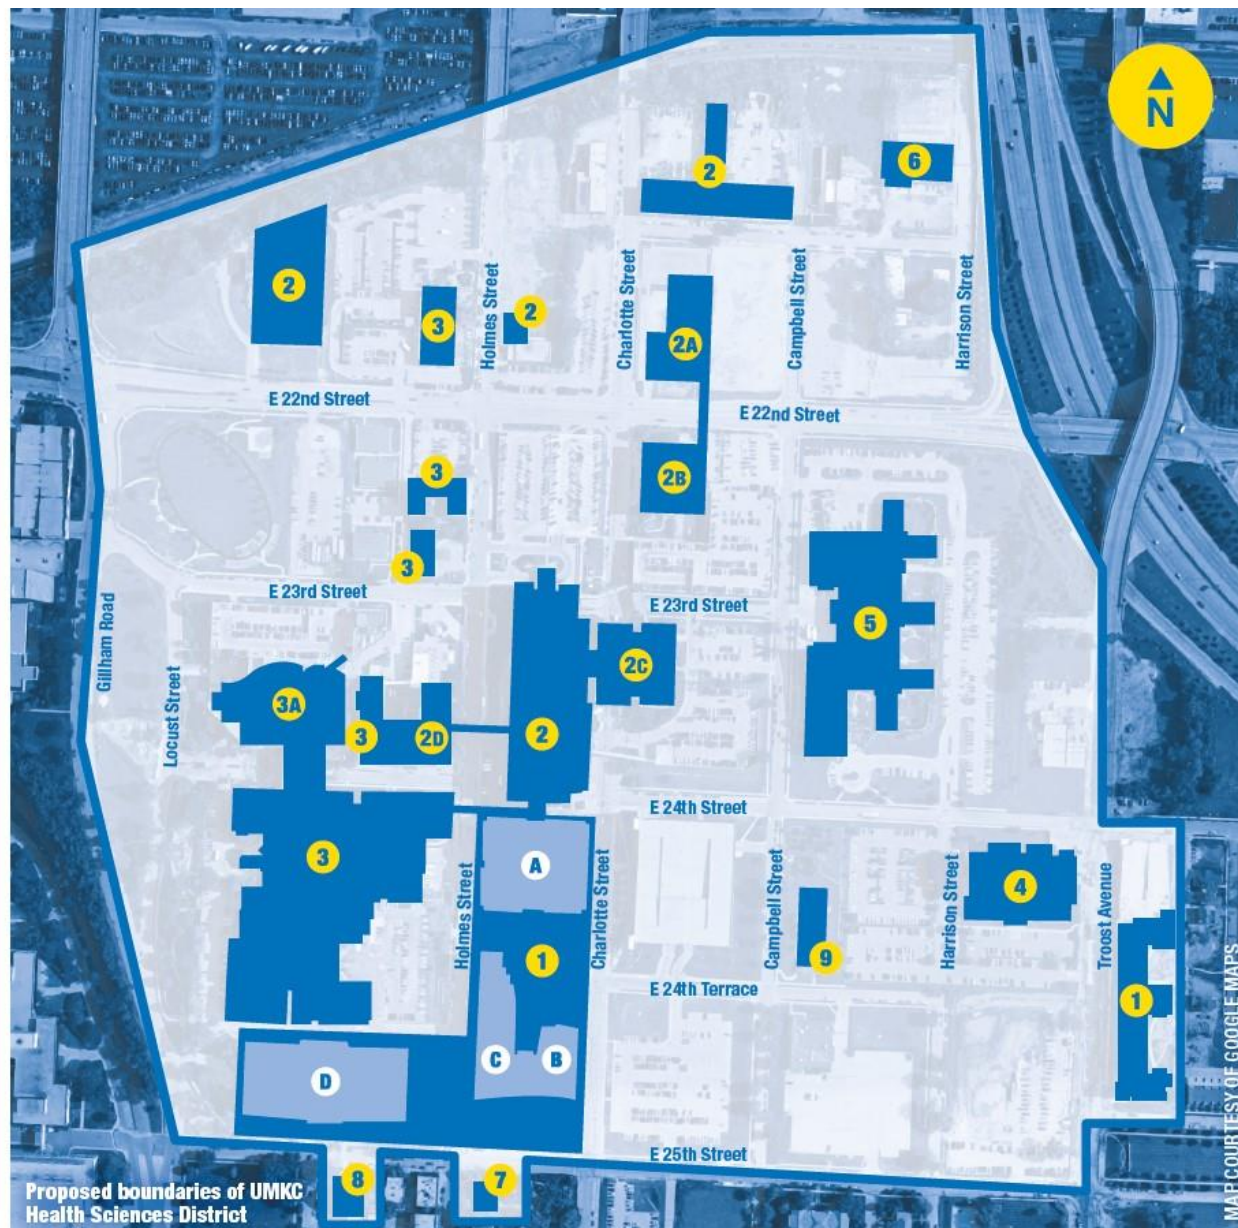 N
2
6
2
3
2
2A
Holmes Street
Charlotte Street
Campbell Street
Harrison Street
E 22nd Street
E 22nd Street
3
2B
3
E 23rd Street
E 23rd Street
Gillham Road
Locust Street
5
2C
3A
3
2D
2
E 24th Street
3
A
Holmes Street
Charlotte Street
Campbell Street
Harrison Street
Troost Avenue
4
9
1
E 24th Terrace
1
C
B
D
E 25th Street
8
7
Proposed boundaries of UMKC
Health Sciences District
MAP COURTESY OF GOOGLE MAPS